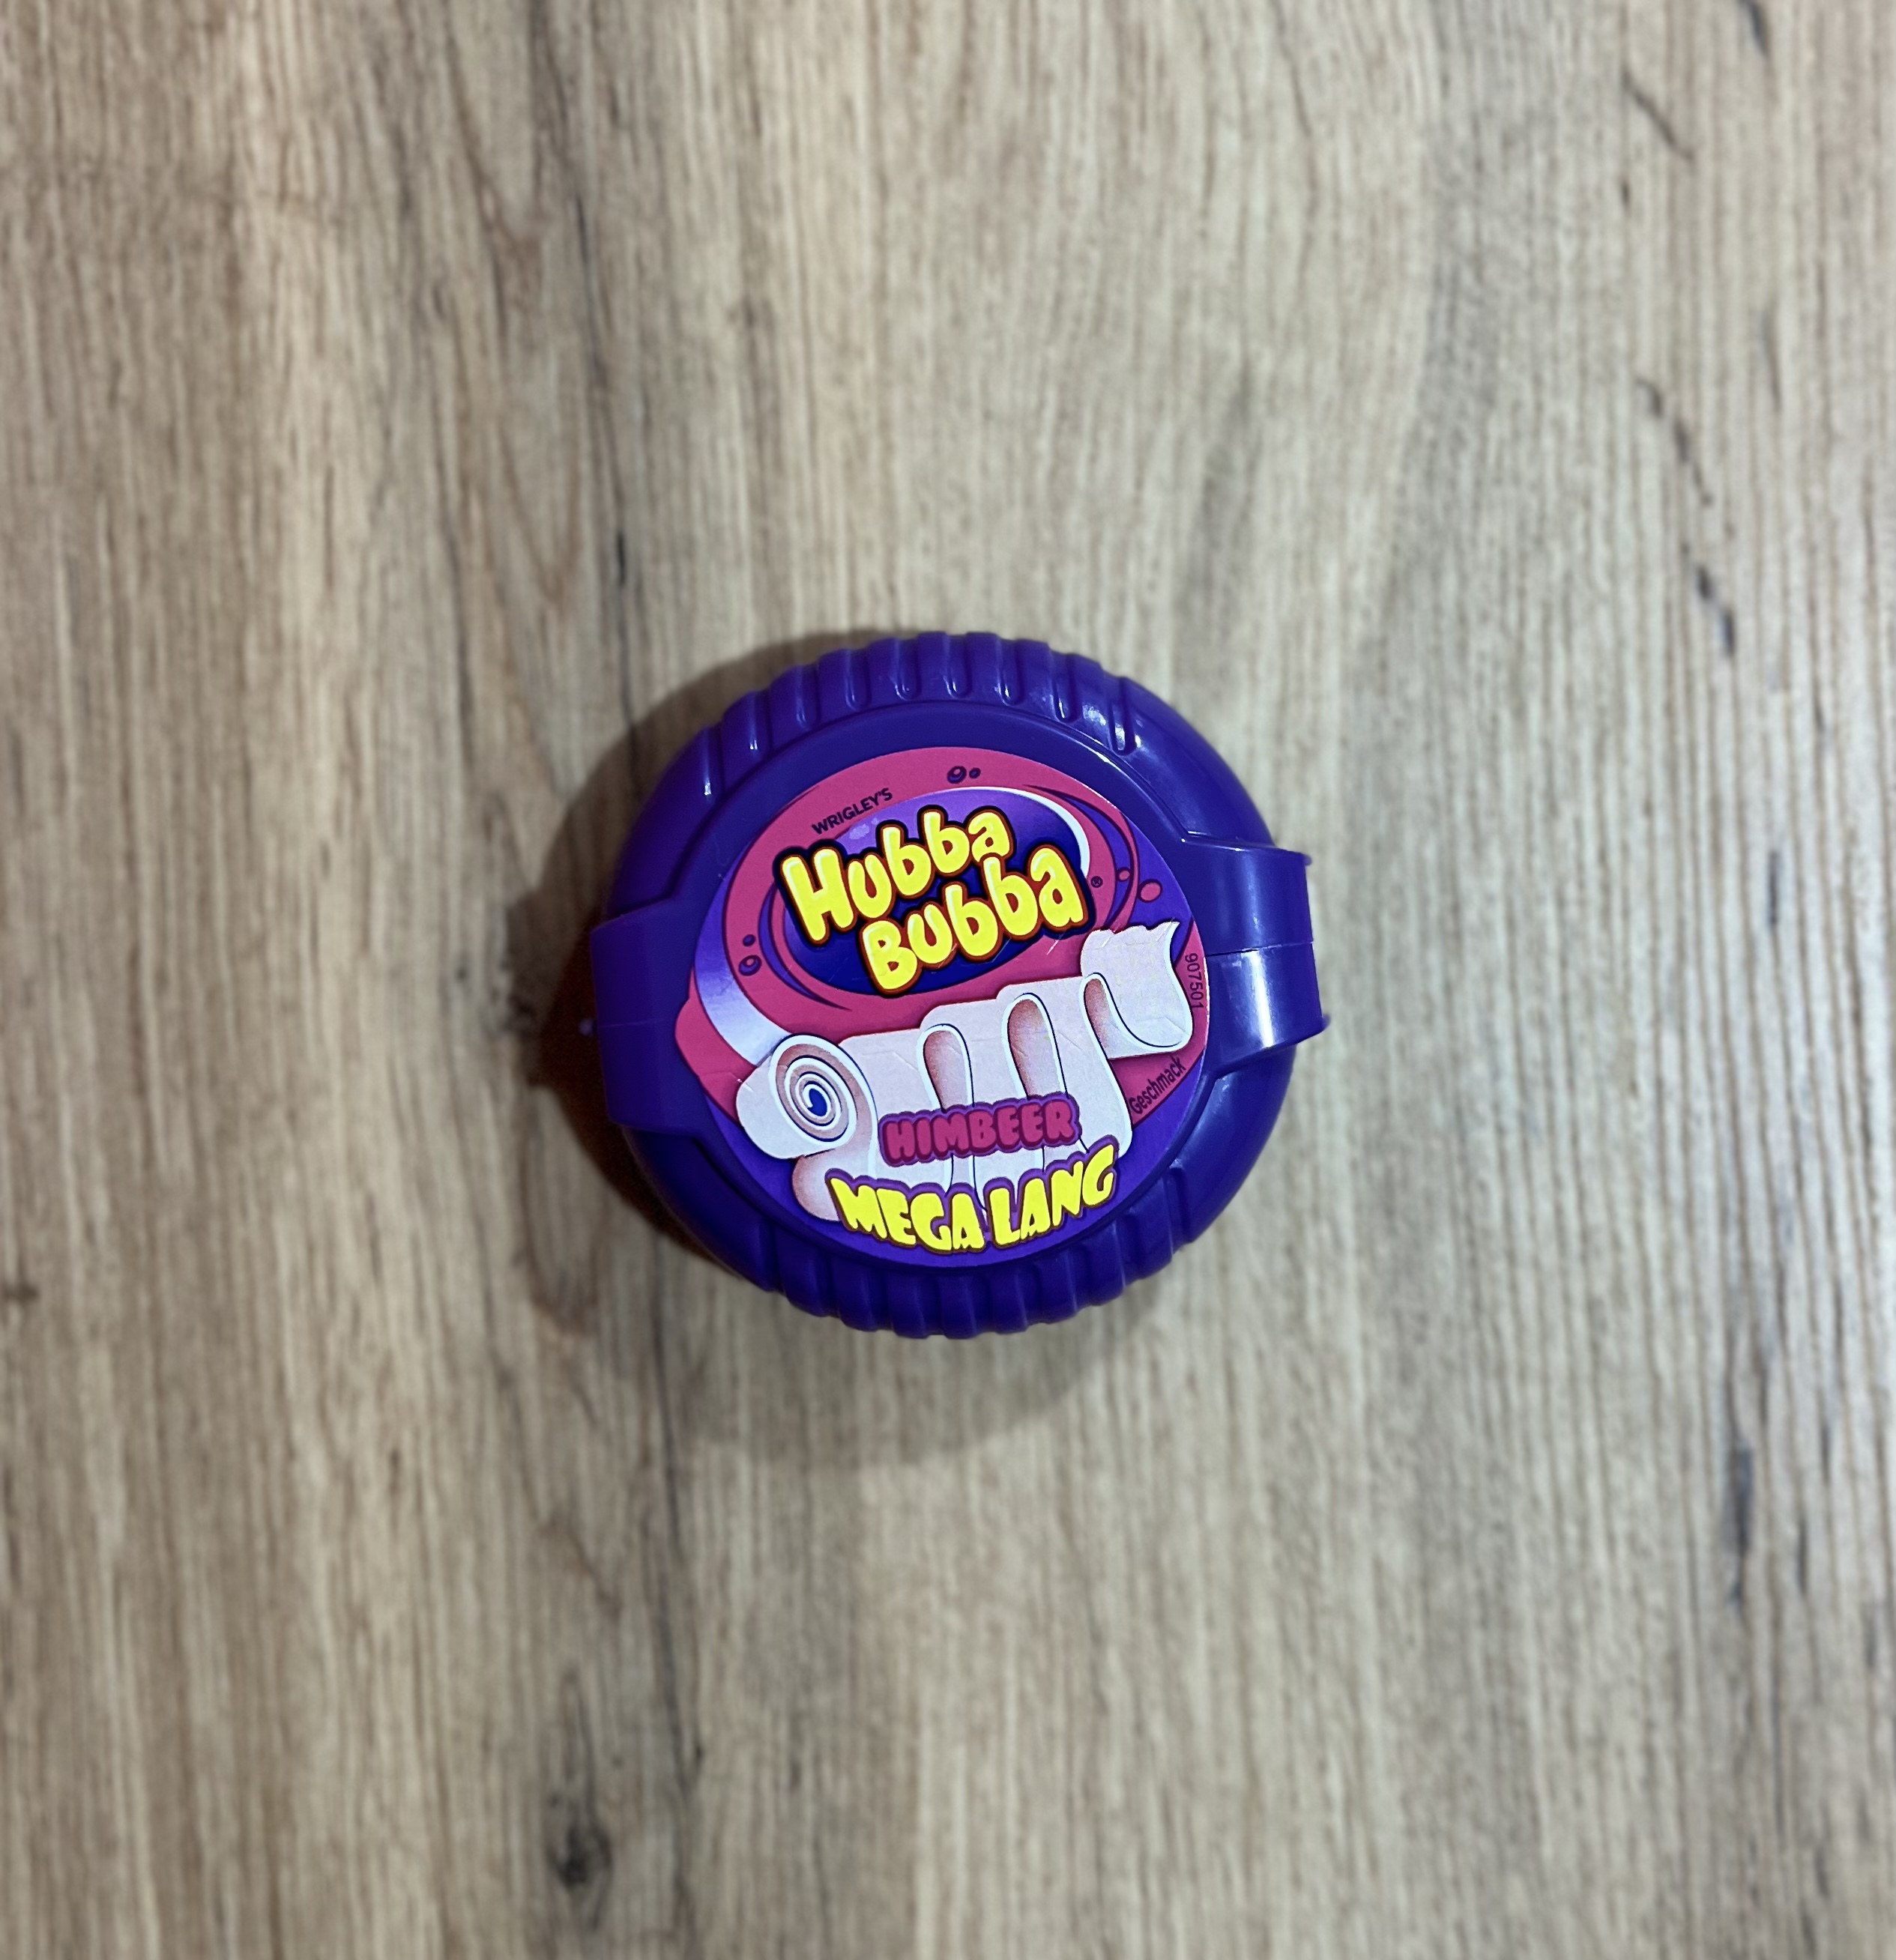 WRIGLEY'S
Hubba
Bubba®
907501
Geschmack
HIMBEER
MEGA LANG